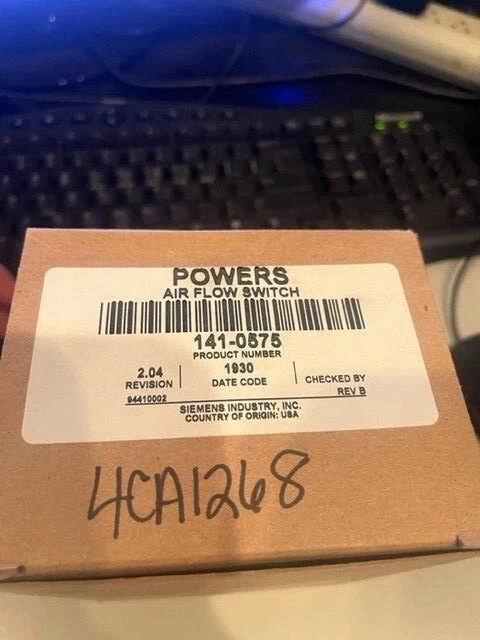 POWERS
AIR FLOW SWITCH
141-0575
PRODUCT NUMBER
2.04
REVISION
1930
DATE CODE
CHECKED BY
94410002
REV B
SIEMENS INDUSTRY, INC.
COUNTRY OF ORIGIN: USA
4CA1268